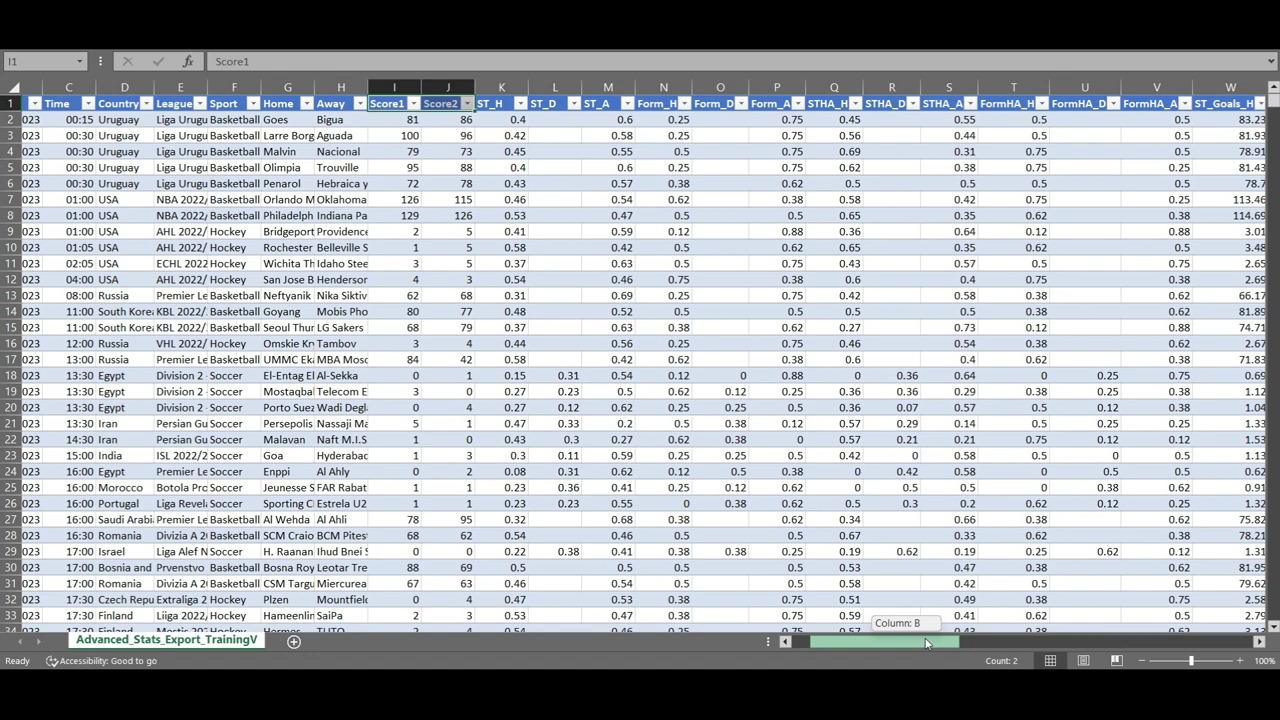 I1 fx Score1
C D E F G H I J K L M N O P Q R S T U V W
1 Time Country League Sport Home Away Score1 Score2 ST_H ST_D ST_A Form_H Form_D Form_A STHA_H STHA_D STHA_A FormHA_H FormHA_D FormHA_A ST_Goals_H
2 023 00:15 Uruguay Liga Urugu Basketball Goes Bigua 81 86 0.4 0.6 0.25 0.75 0.45 0.55 0.5 0.5 83.23
3 023 00:30 Uruguay Liga Urugu Basketball Larre Borg Aguada 100 96 0.42 0.58 0.25 0.75 0.56 0.44 0.5 0.5 81.93
4 023 00:30 Uruguay Liga Urugu Basketball Malvin Nacional 79 73 0.45 0.55 0.5 0.5 0.69 0.31 0.75 0.25 78.91
5 023 00:30 Uruguay Liga Urugu Basketball Olimpia Trouville 95 88 0.4 0.6 0.25 0.75 0.5 0.5 0.75 0.25 81.43
6 023 00:30 Uruguay Liga Urugu Basketball Penarol Hebraica y 72 78 0.43 0.57 0.38 0.62 0.5 0.5 0.5 0.5 78.7
7 023 01:00 USA NBA 2022/ Basketball Orlando M Oklahoma 126 115 0.46 0.54 0.62 0.38 0.58 0.42 0.75 0.25 113.46
8 023 01:00 USA NBA 2022/ Basketball Philadelph Indiana Pa 129 126 0.53 0.47 0.5 0.5 0.65 0.35 0.62 0.38 114.69
9 023 01:00 USA AHL 2022/ Hockey Bridgeport Providence 2 5 0.41 0.59 0.12 0.88 0.36 0.64 0.12 0.88 3.01
10 023 01:05 USA AHL 2022/ Hockey Rochester Belleville S 1 5 0.58 0.42 0.5 0.62 0.65 0.35 0.62 0.5 3.48
11 023 02:05 USA ECHL 2022 Hockey Wichita Th Idaho Stee 3 5 0.37 0.63 0.5 0.75 0.43 0.57 0.5 0.75 2.65
12 023 04:00 USA AHL 2022/ Hockey San Jose B Henderson 4 3 0.54 0.46 0.75 0.38 0.6 0.4 0.75 0.38 2.69
13 023 08:00 Russia Premier Le Basketball Neftyanik Nika Siktiv 62 68 0.31 0.69 0.25 0.75 0.42 0.58 0.38 0.62 66.17
14 023 11:00 South Korea KBL 2022/ Basketball Goyang Mobis Pho 80 77 0.48 0.52 0.5 0.5 0.48 0.52 0.38 0.62 81.89
15 023 11:00 South Korea KBL 2022/ Basketball Seoul Thur LG Sakers 68 79 0.37 0.63 0.38 0.62 0.27 0.73 0.12 0.88 74.71
16 023 12:00 Russia VHL 2022/ Hockey Omskie Kr Tambov 3 4 0.44 0.56 0.5 0.75 0.46 0.54 0.38 0.62 2.67
17 023 13:00 Russia Premier Le Basketball UMMC Eka MBA Mosc 84 42 0.58 0.42 0.62 0.38 0.6 0.4 0.62 0.38 71.83
18 023 13:30 Egypt Division 2 Soccer El-Entag El Al-Sekka 0 1 0.15 0.31 0.54 0.12 0 0.88 0 0.36 0.64 0 0.25 0.75 0.69
19 023 13:30 Egypt Division 2 Soccer Mostaqbal Telecom E 3 0 0.27 0.23 0.5 0.62 0.12 0.25 0.36 0.36 0.29 0.38 0.25 0.38 1.33
20 023 13:30 Egypt Division 2 Soccer Porto Suez Wadi Degl 2 0 0.27 0.12 0.62 0.38 0.12 0.5 0.36 0.07 0.57 0.38 0.12 0.5 1.04
21 023 13:30 Iran Persian Gu Soccer Persepolis Nassaji Ma 5 1 0.47 0.33 0.2 0.5 0.38 0.12 0.57 0.29 0.14 0.5 0.38 0.12 1.33
22 023 14:30 Iran Persian Gu Soccer Malavan Naft M.I.S 1 0 0.43 0.3 0.27 0.62 0.38 0 0.57 0.21 0.21 0.75 0.12 0.12 1.53
23 023 15:00 India ISL 2022/2 Soccer Goa Hyderabac 1 3 0.3 0.11 0.59 0.25 0.25 0.5 0.42 0 0.58 0.5 0 0.5 1.13
24 023 16:00 Egypt Premier Le Soccer Enppi Al Ahly 0 2 0.08 0.31 0.62 0.12 0.5 0.38 0 0.42 0.58 0 0.5 0.5 0.62
25 023 16:00 Morocco Botola Pro Soccer Jeunesse S FAR Rabat 1 1 0.23 0.36 0.41 0.25 0.12 0.62 0 0.5 0.5 0 0.38 0.62 0.91
26 023 16:00 Portugal Liga Revela Soccer Sporting C Estrela U2 1 1 0.23 0.23 0.55 0.38 0 0.62 0.5 0.3 0.2 0.62 0.12 0.25 1.32
27 023 16:00 Saudi Arabia Premier Le Basketball Al Wehda Al Ahli 78 95 0.32 0.68 0.38 0.62 0.34 0.66 0.38 0.62 75.82
28 023 16:30 Romania Divizia A 20 Basketball SCM Craio BCM Pitest 68 62 0.54 0.46 0.5 0.5 0.53 0.47 0.62 0.38 78.21
29 023 17:00 Israel Liga Alef N Soccer H. Raanan Ihud Bnei S 0 0 0.22 0.38 0.41 0.38 0.38 0.25 0.19 0.62 0.19 0.25 0.62 0.12 1.31
30 023 17:00 Bosnia and Prvenstvo Basketball Bosna Roy Leotar Tre 88 69 0.5 0.5 0.38 0.62 0.53 0.47 0.38 0.62 81.95
31 023 17:00 Romania Divizia A 2 Basketball CSM Targu Miercurea 67 63 0.46 0.54 0.5 0.5 0.58 0.42 0.5 0.5 79.62
32 023 17:30 Czech Repu Extraliga 2 Hockey Plzen Mountfield 0 4 0.47 0.53 0.38 0.75 0.51 0.49 0.38 0.75 2.58
33 023 17:30 Finland Liiga 2022/ Hockey Hameenlin SaiPa 2 3 0.53 0.47 0.38 0.75 0.59 0.41 0.62 0.5 2.79
Column: B
Advanced_Stats_Export_TrainingV
Ready Accessibility: Good to go Count: 2 100%